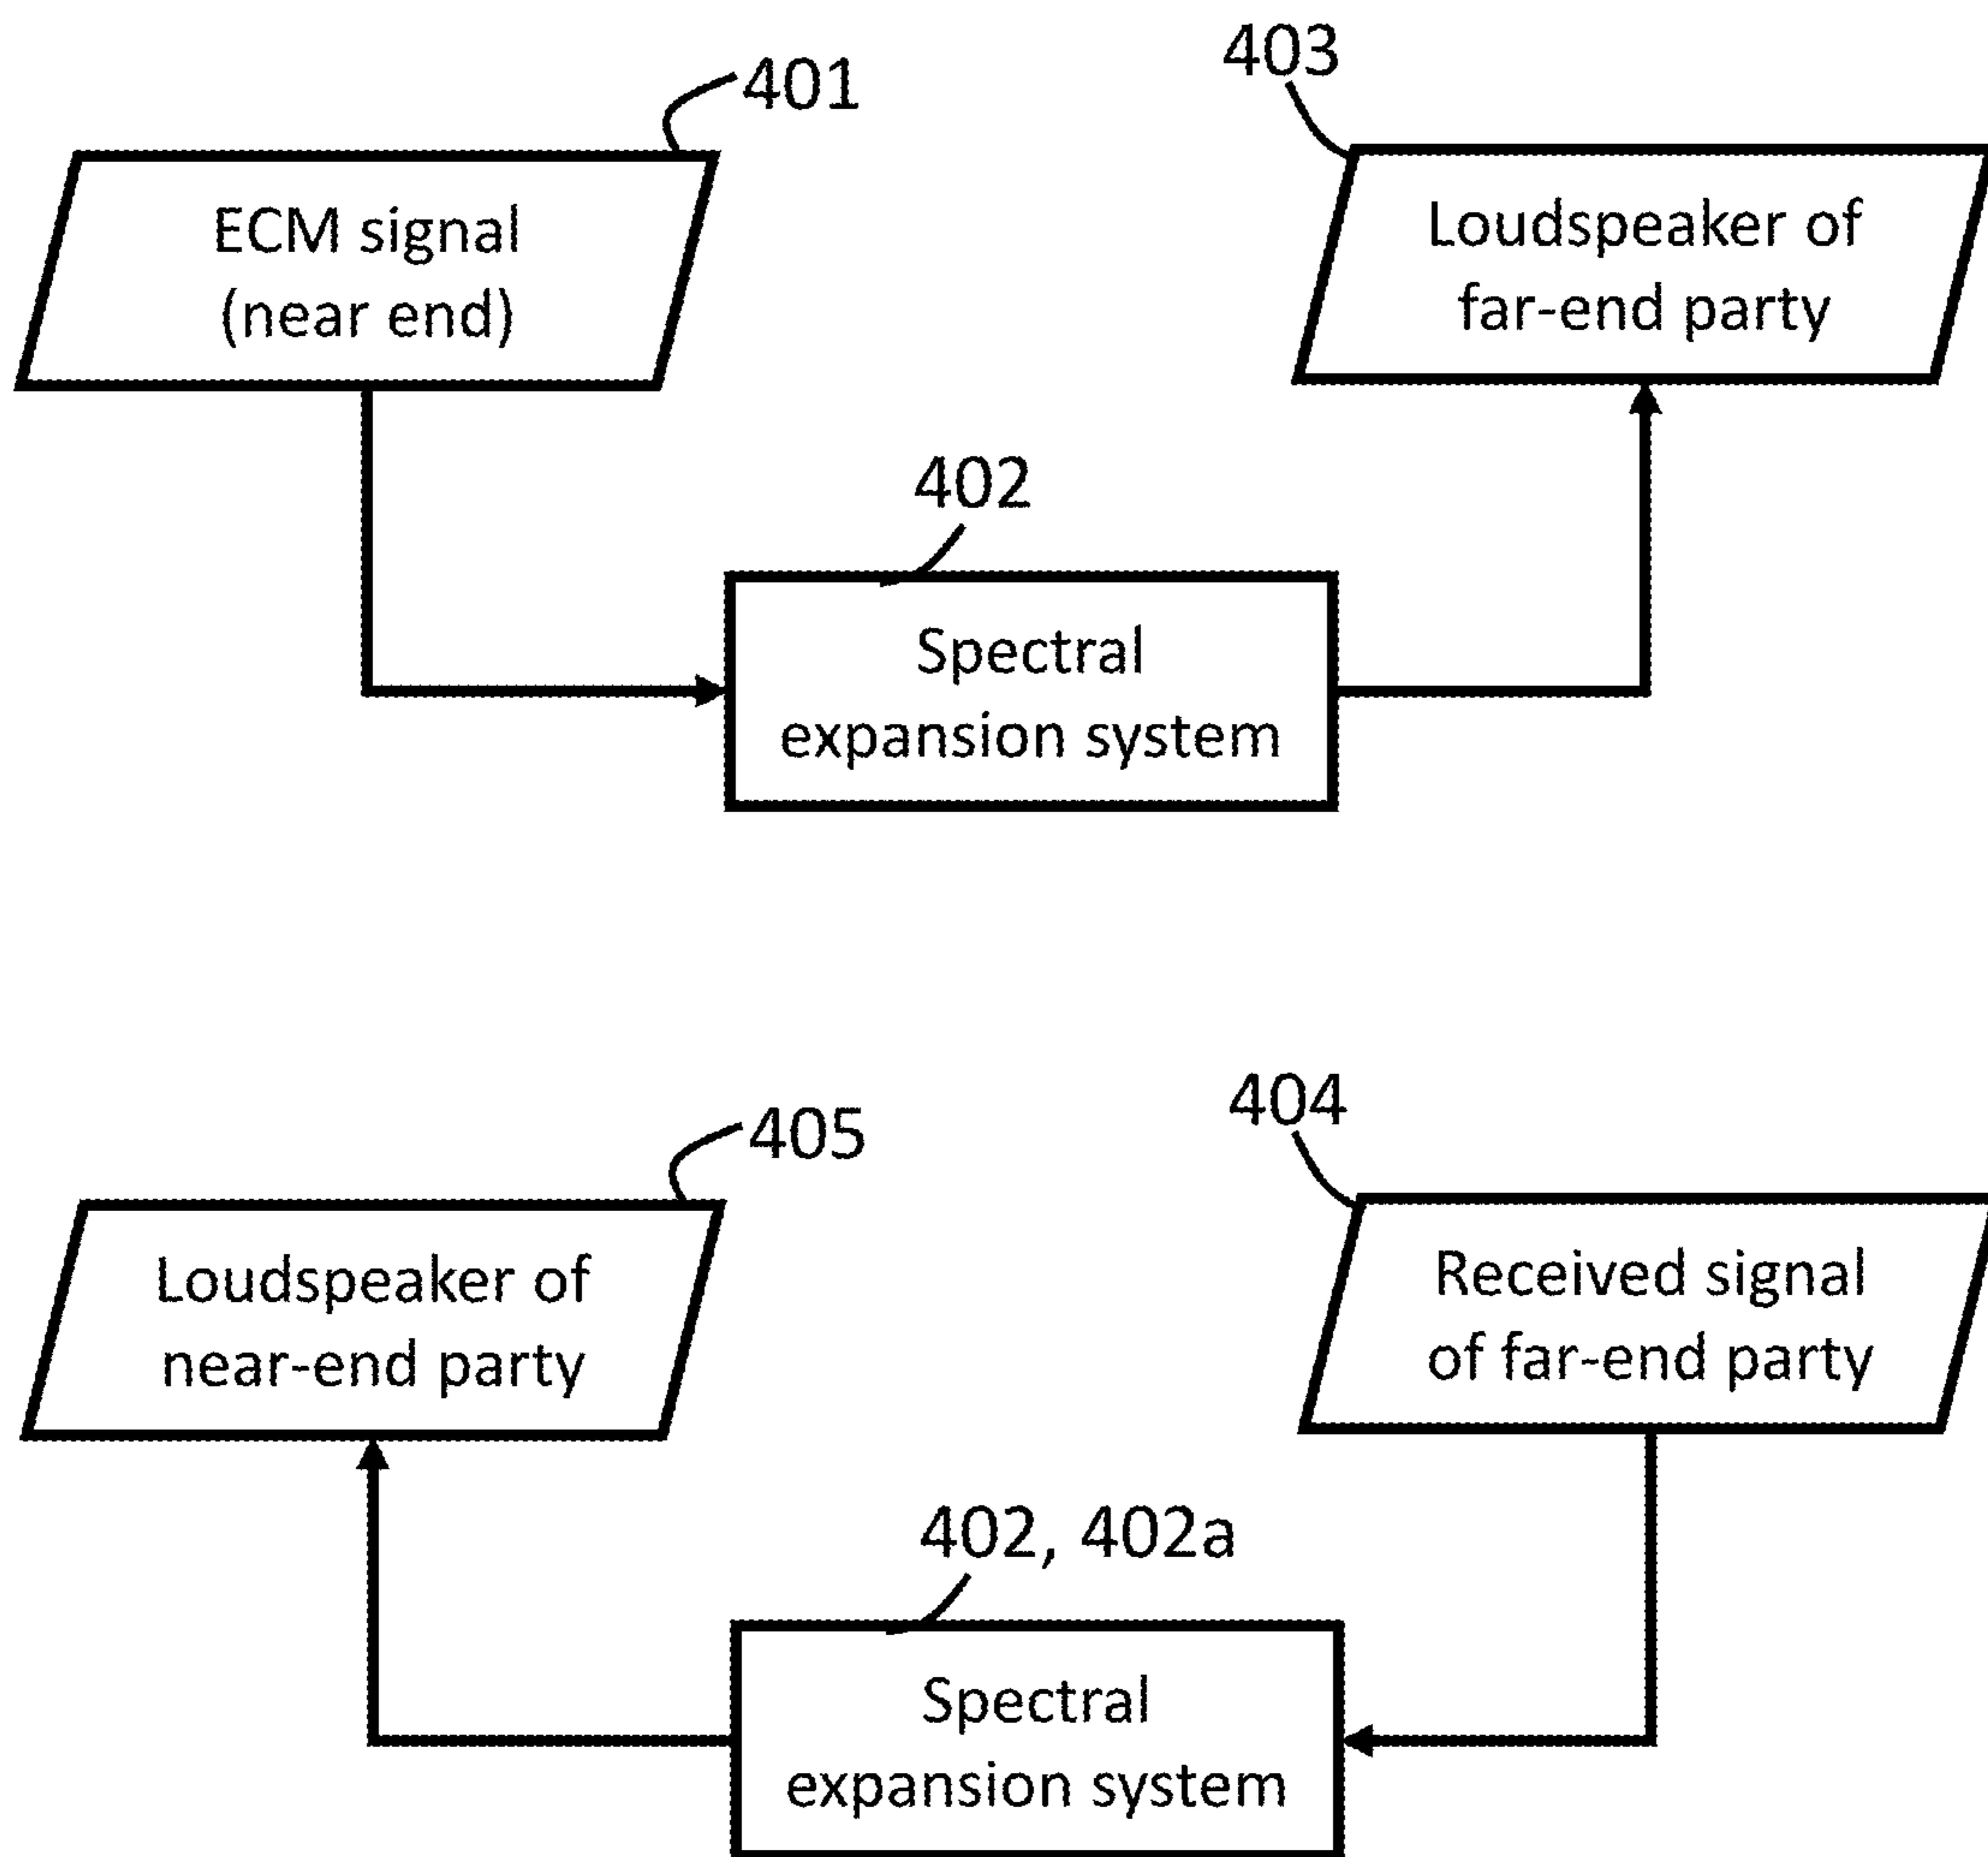 401
403
ECM signal
(near end)
Loudspeaker of
far-end party
402
Spectral
expansion system
405
404
Loudspeaker of
near-end party
Received signal
of far-end party
402, 402a
Spectral
expansion system